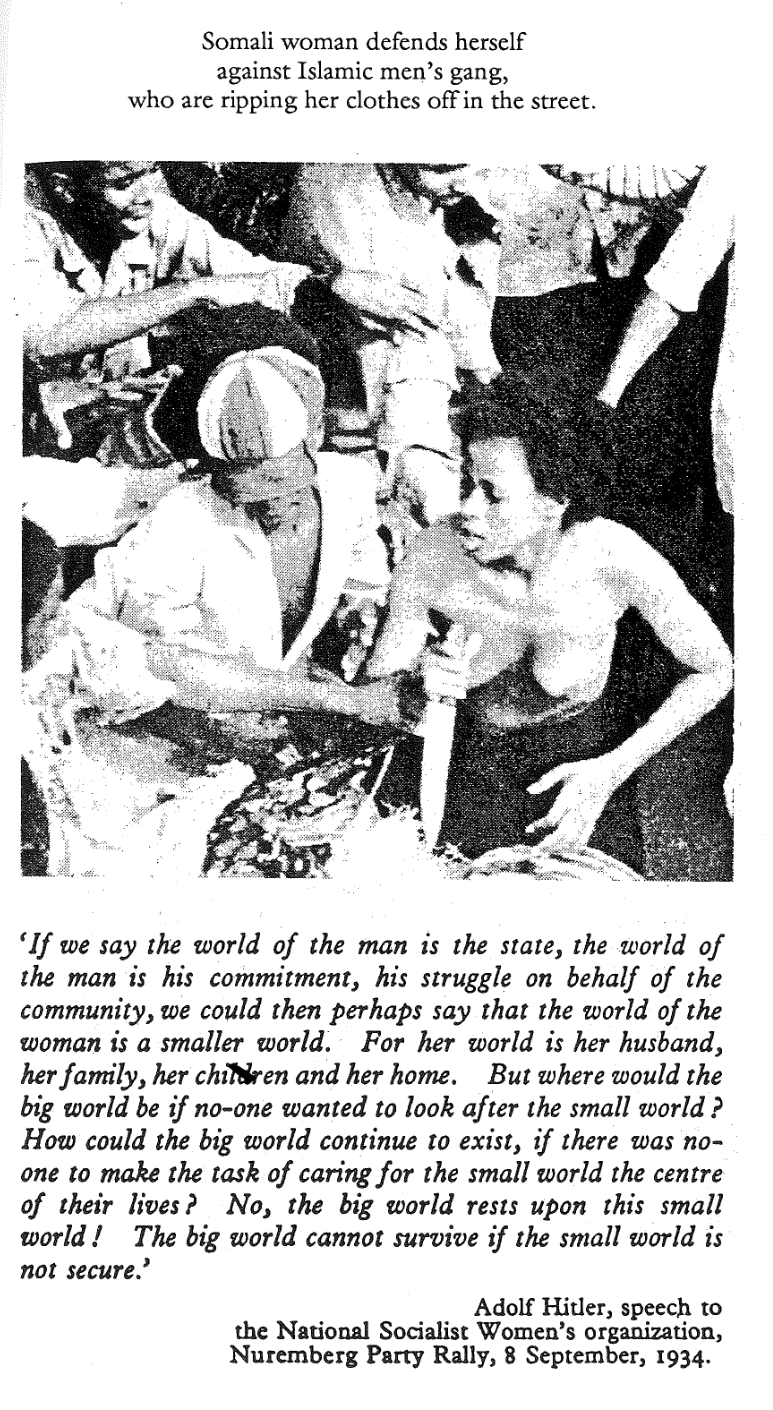 Somali woman defends herself
against Islamic men's gang,
who are ripping her clothes off in the street.
‘If we say the world of the man is the state, the world of
the man is his commitment, his struggle on behalf of the
community, we could then perhaps say that the world of the
woman is a smaller world. For her world is her husband,
her family, her children and her home. But where would the
big world be if no-one wanted to look after the small world?
How could the big world continue to exist, if there was no-
one to make the task of caring for the small world the centre
of their lives? No, the big world rests upon this small
world! The big world cannot survive if the small world is
not secure.’
Adolf Hitler, speech to
the National Socialist Women's organization,
Nuremberg Party Rally, 8 September, 1934.